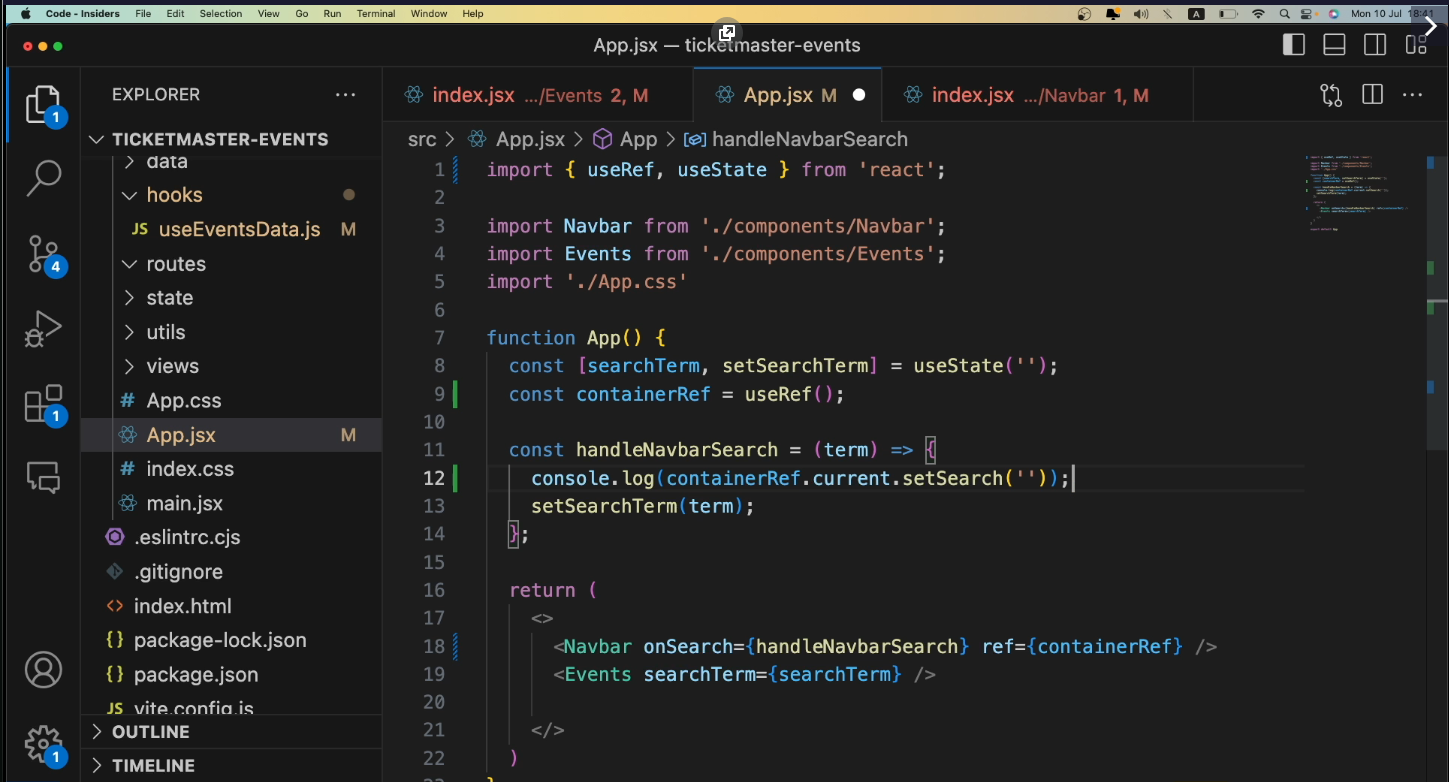 Code - Insiders File Edit Selection View Go Run Terminal Window Help A Mon 10 Jul 18:41
App.jsx — ticketmaster-events
EXPLORER
TICKETMASTER-EVENTS
data
hooks
JS useEventsData.js M
routes
state
utils
views
# App.css
App.jsx M
# index.css
main.jsx
.eslintrc.cjs
.gitignore
<> index.html
{} package-lock.json
{} package.json
JS vite.config.js
OUTLINE
TIMELINE
1
4
1
1
index.jsx .../Events 2, M
App.jsx M
index.jsx .../Navbar 1, M
src > App.jsx > App > handleNavbarSearch
1 import { useRef, useState } from 'react';
2
3 import Navbar from './components/Navbar';
4 import Events from './components/Events';
5 import './App.css'
6
7 function App() {
8 const [searchTerm, setSearchTerm] = useState('');
9 const containerRef = useRef();
10
11 const handleNavbarSearch = (term) => {
12 console.log(containerRef.current.setSearch(''));
13 setSearchTerm(term);
14 };
15
16 return (
17 <>
18 <Navbar onSearch={handleNavbarSearch} ref={containerRef} />
19 <Events searchTerm={searchTerm} />
20
21 </>
22 )
23 }